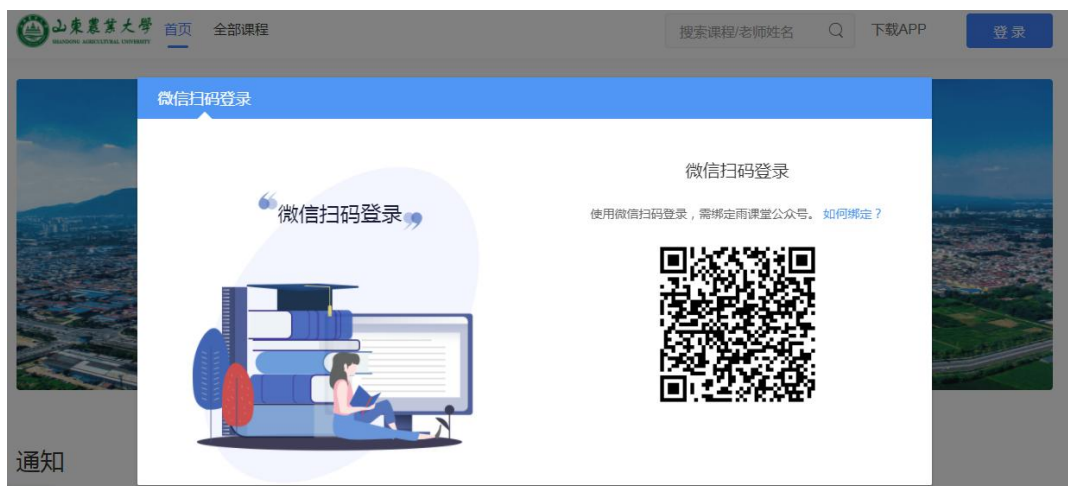 山東農業大學 首页 全部课程 搜索课程/老师姓名 下载APP 登录
SHANDONG AGRICULTURAL UNIVERSITY
微信扫码登录
微信扫码登录
使用微信扫码登录,需绑定雨课堂公众号。 如何绑定?
“微信扫码登录”
通知